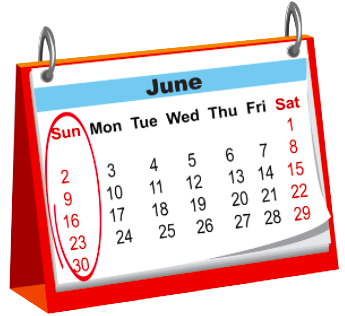 June
Sun Mon Tue Wed Thu Fri Sat
1
2 3 4 5 6 7 8
9 10 11 12 13 14 15
16 17 18 19 20 21 22
23 24 25 26 27 28 29
30